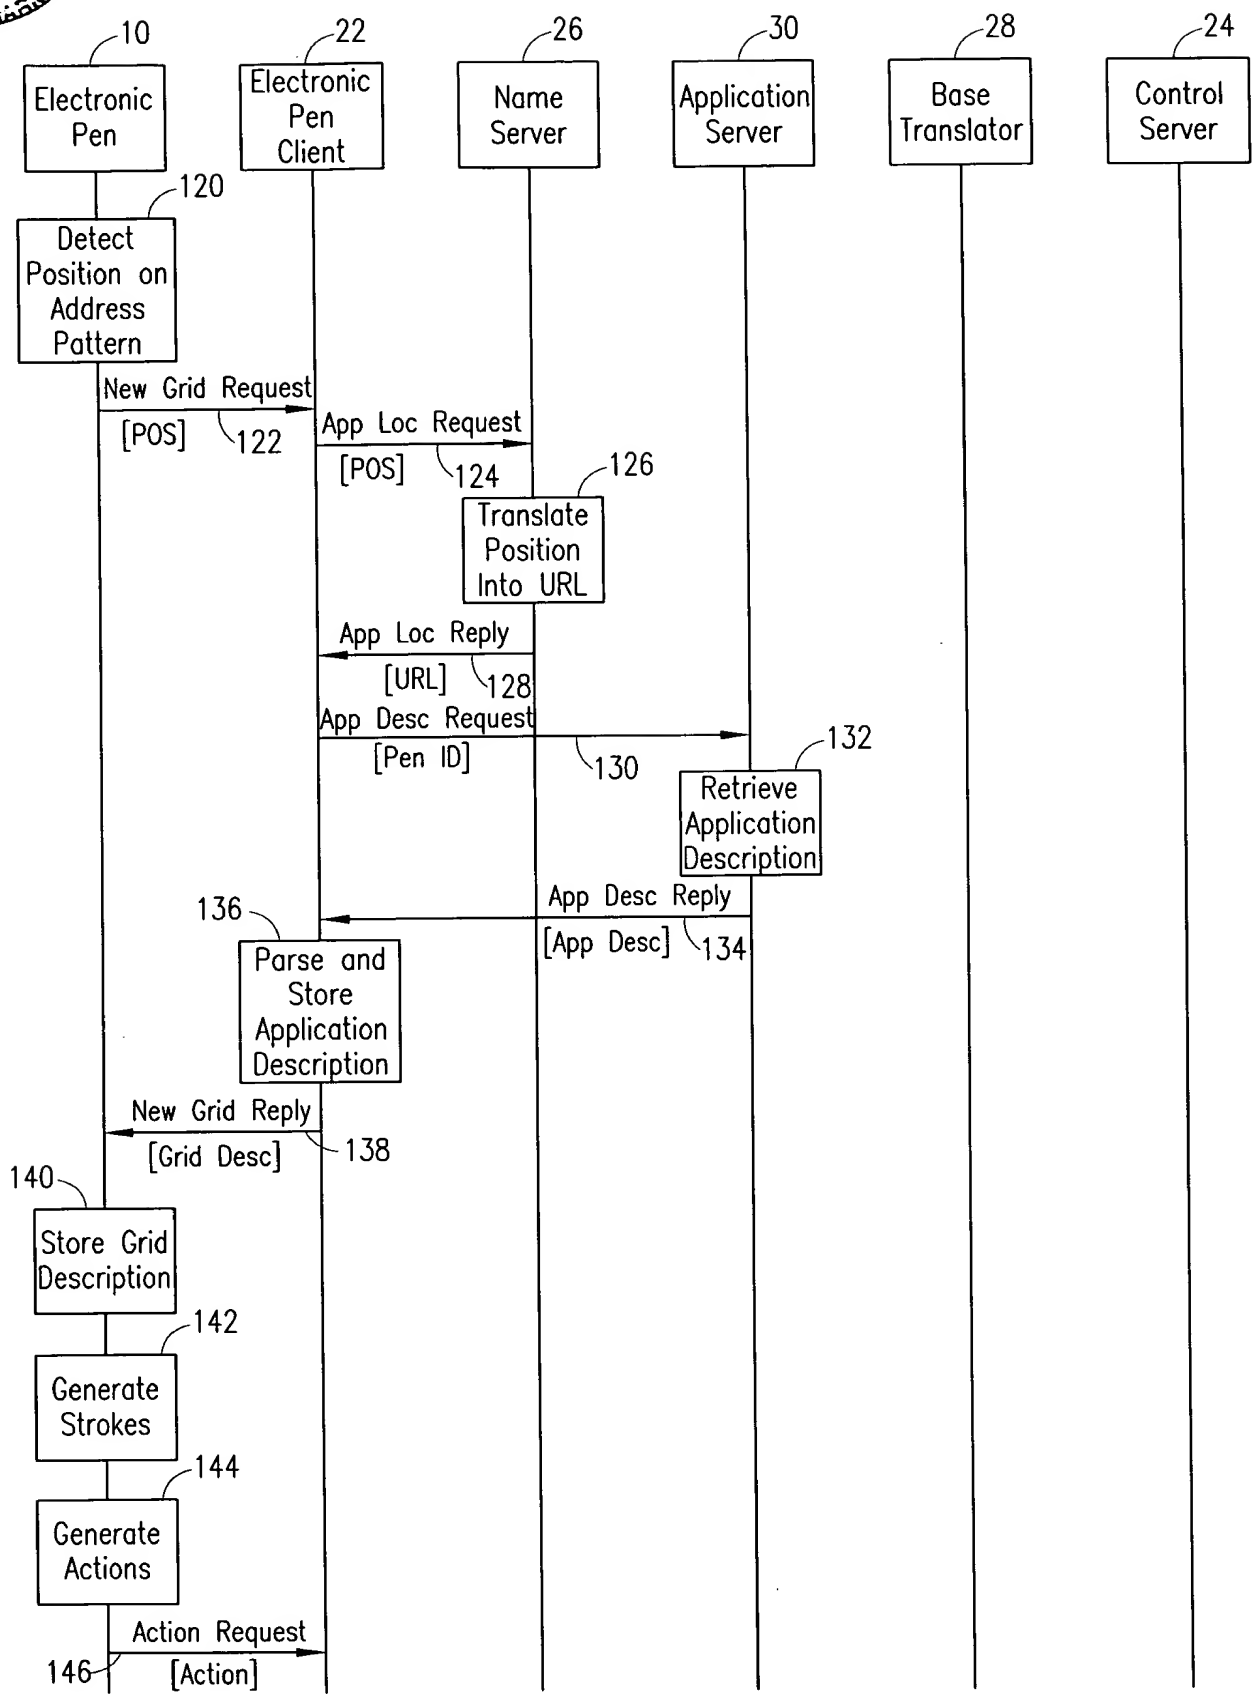 10
22
26
30
28
24
Electronic
Pen
Electronic
Pen
Client
Name
Server
Application
Server
Base
Translator
Control
Server
120
Detect
Position on
Address
Pattern
New Grid Request
[POS]
122
App Loc Request
[POS]
124
126
Translate
Position
Into URL
App Loc Reply
[URL]
128
App Desc Request
[Pen ID]
130
132
Retrieve
Application
Description
App Desc Reply
[App Desc]
134
136
Parse and
Store
Application
Description
New Grid Reply
[Grid Desc]
138
140
Store Grid
Description
142
Generate
Strokes
144
Generate
Actions
Action Request
146
[Action]